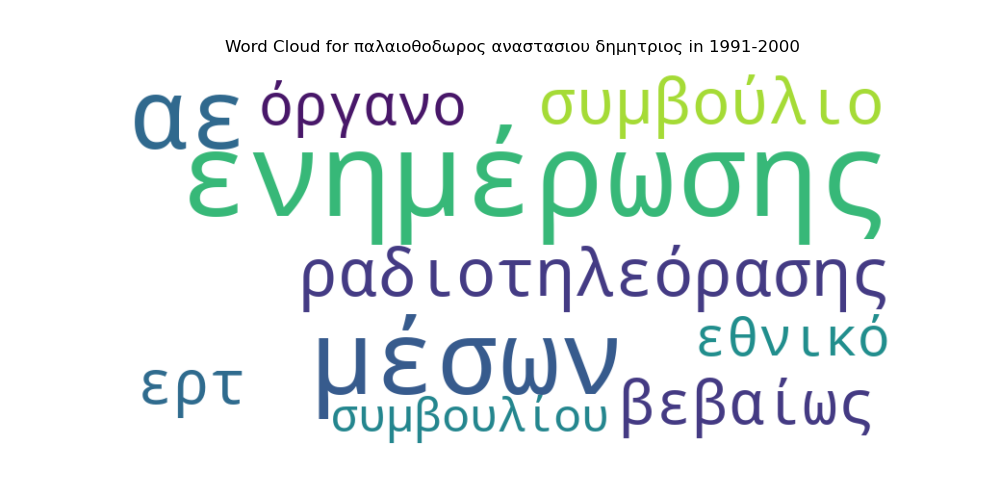 Word Cloud for παλαιοθοδωρος αναστασιου δημητριος in 1991-2000
αε όργανο συμβούλιο
ενημέρωσης
ραδιοτηλεόρασης
μέσων εθνικό
ερτ συμβουλίου βεβαίως